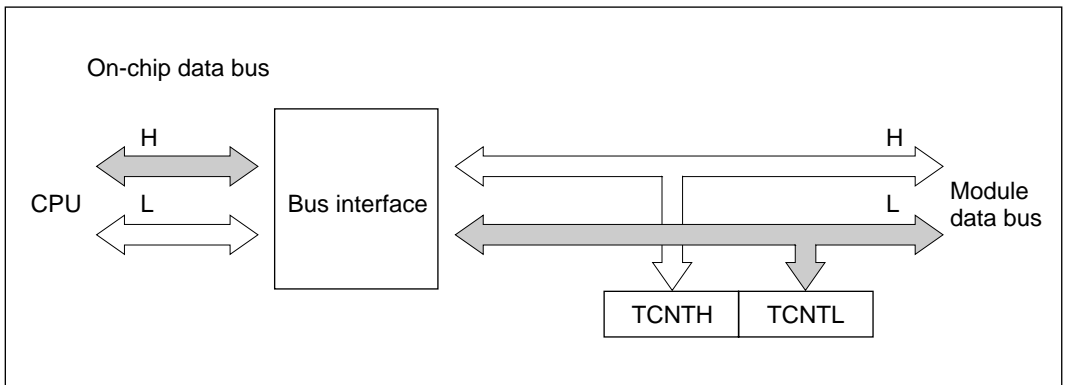 On-chip data bus
H
H
CPU
L
Bus interface
L
Module
data bus
TCNTH
TCNTL